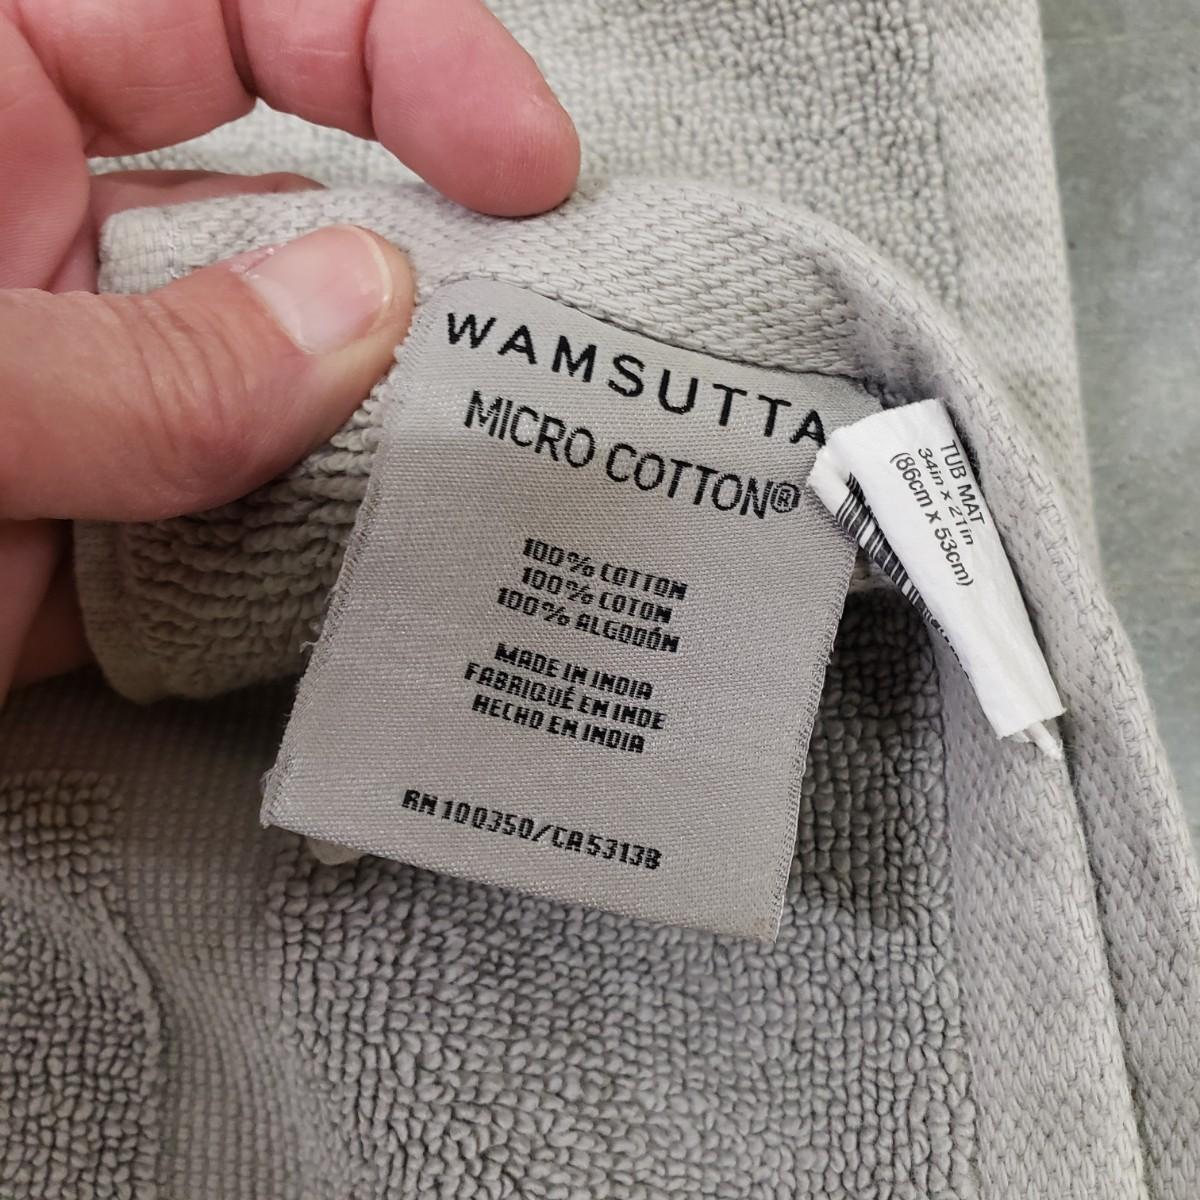 WAMSUTTA
MICRO COTTON®
100% COTTON
100% COTON
100% ALGODÓN
MADE IN INDIA
FABRIQUÉ EN INDE
HECHO EN INDIA
RN 100350/CA 53138
TUB MAT
34in x 21in
(86cm x 53cm)